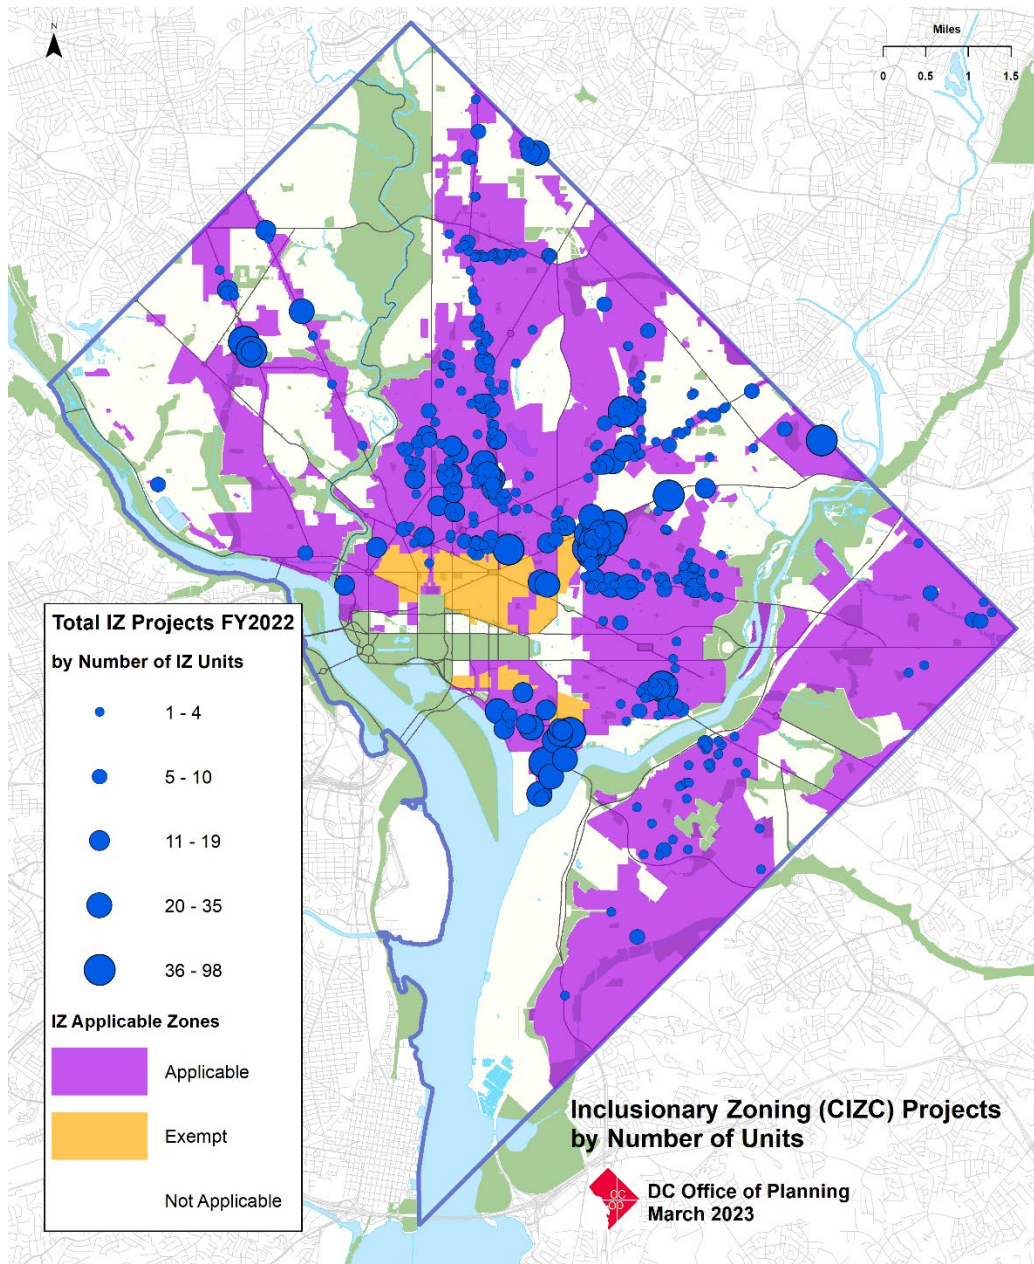 N
Miles
0 0.5 1 1.5
Total IZ Projects FY2022
by Number of IZ Units
1 - 4
5 - 10
11 - 19
20 - 35
36 - 98
IZ Applicable Zones
Applicable
Exempt
Not Applicable
Inclusionary Zoning (CIZC) Projects
by Number of Units
DC
OP
DC Office of Planning
March 2023